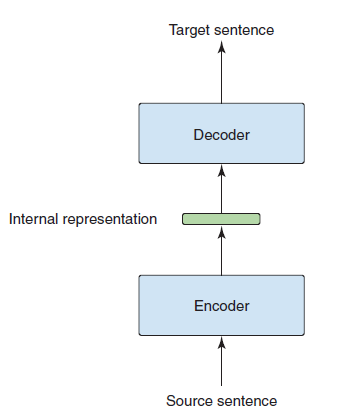 Target sentence
Decoder
Internal representation
Encoder
Source sentence